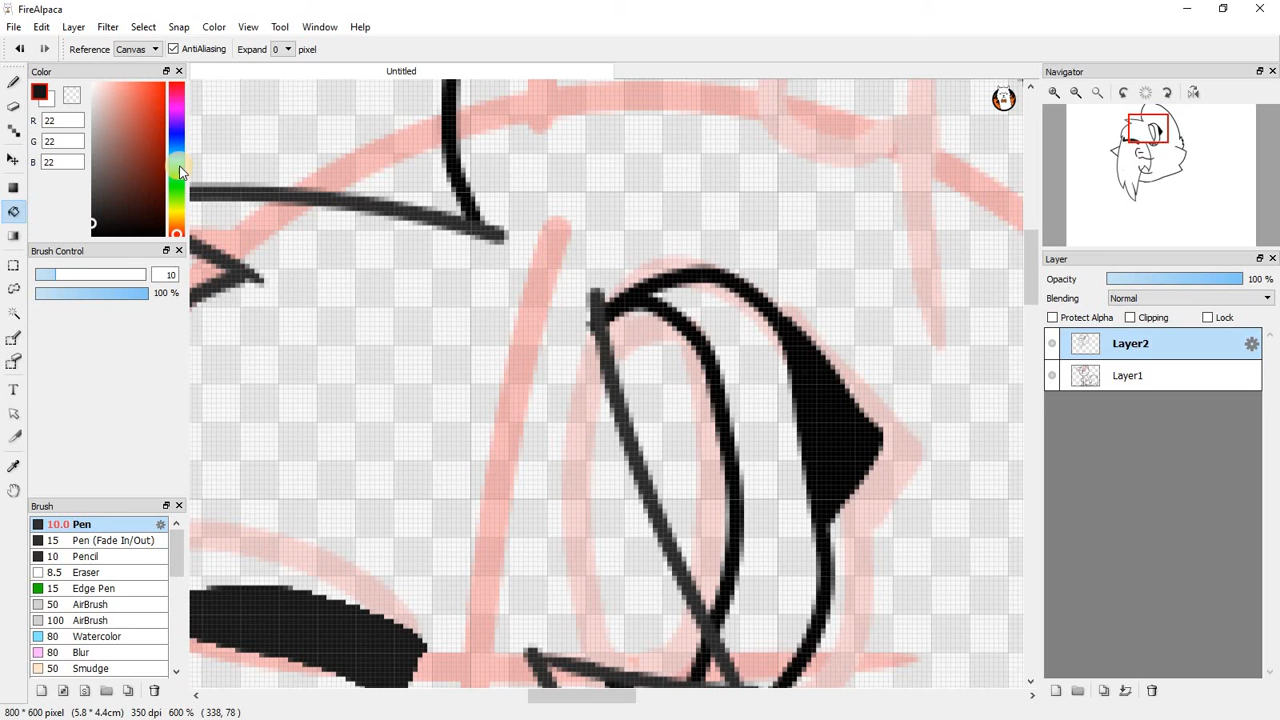 FireAlpaca
File Edit Layer Filter Select Snap Color View Tool Window Help
Reference Canvas AntiAliasing Expand 0 pixel
Color
Untitled
Navigator
R 22
G 22
B 22
Brush Control
10
100 %
Layer
Opacity 100 %
Blending Normal
Protect Alpha Clipping Lock
Layer2
Layer1
Brush
10.0 Pen
15 Pen (Fade In/Out)
10 Pencil
8.5 Eraser
15 Edge Pen
50 AirBrush
100 AirBrush
80 Watercolor
80 Blur
50 Smudge
800 * 600 pixel (5.8 * 4.4cm) 350 dpi 600 % ( 338, 78 )